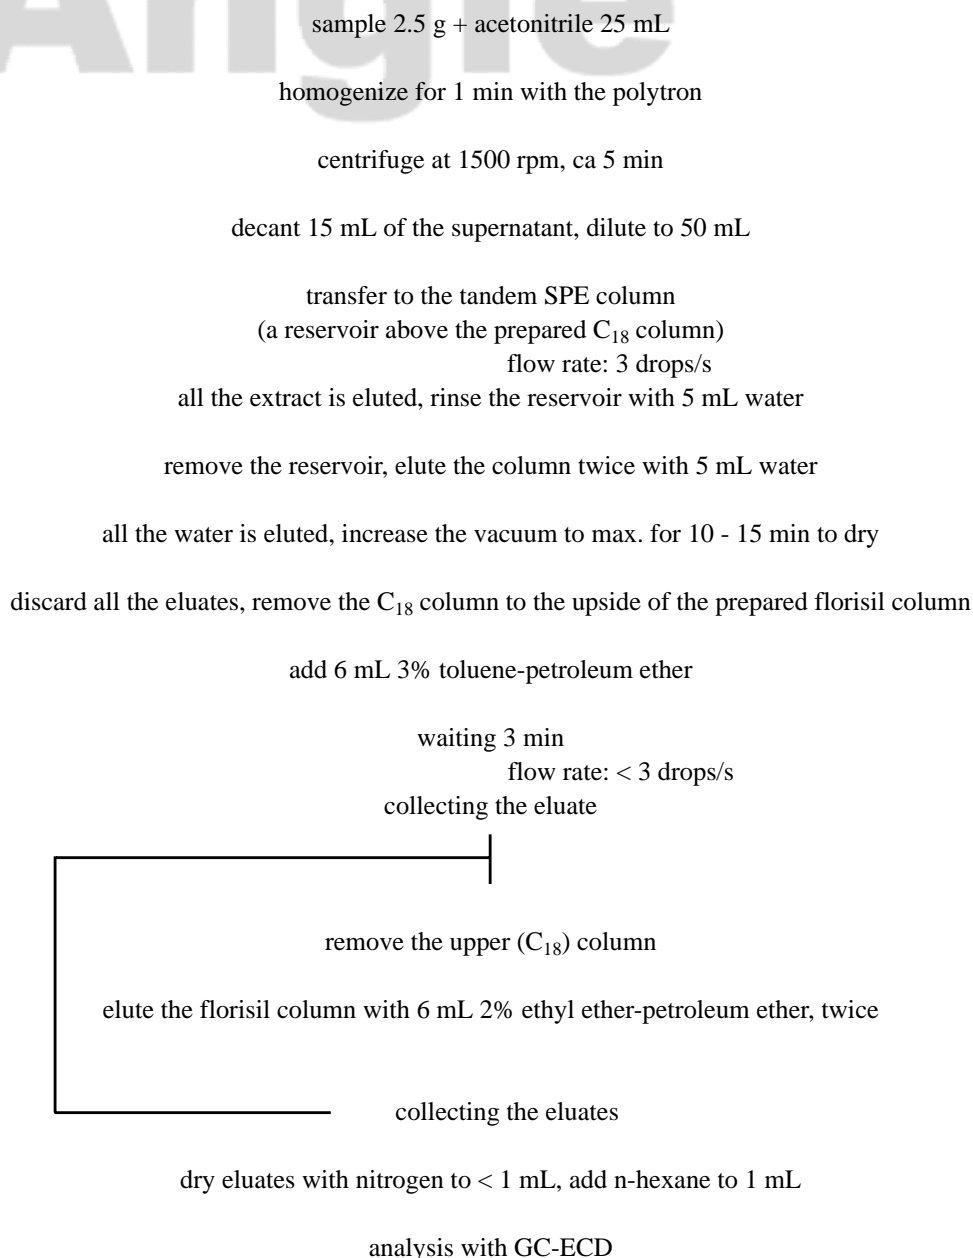 Angle
sample 2.5 g + acetonitrile 25 mL
homogenize for 1 min with the polytron
centrifuge at 1500 rpm, ca 5 min
decant 15 mL of the supernatant, dilute to 50 mL
transfer to the tandem SPE column
(a reservoir above the prepared C₁₈ column)
flow rate: 3 drops/s
all the extract is eluted, rinse the reservoir with 5 mL water
remove the reservoir, elute the column twice with 5 mL water
all the water is eluted, increase the vacuum to max. for 10 - 15 min to dry
discard all the eluates, remove the C₁₈ column to the upside of the prepared florisil column
add 6 mL 3% toluene-petroleum ether
waiting 3 min
flow rate: < 3 drops/s
collecting the eluate
remove the upper (C₁₈) column
elute the florisil column with 6 mL 2% ethyl ether-petroleum ether, twice
collecting the eluates
dry eluates with nitrogen to < 1 mL, add n-hexane to 1 mL
analysis with GC-ECD